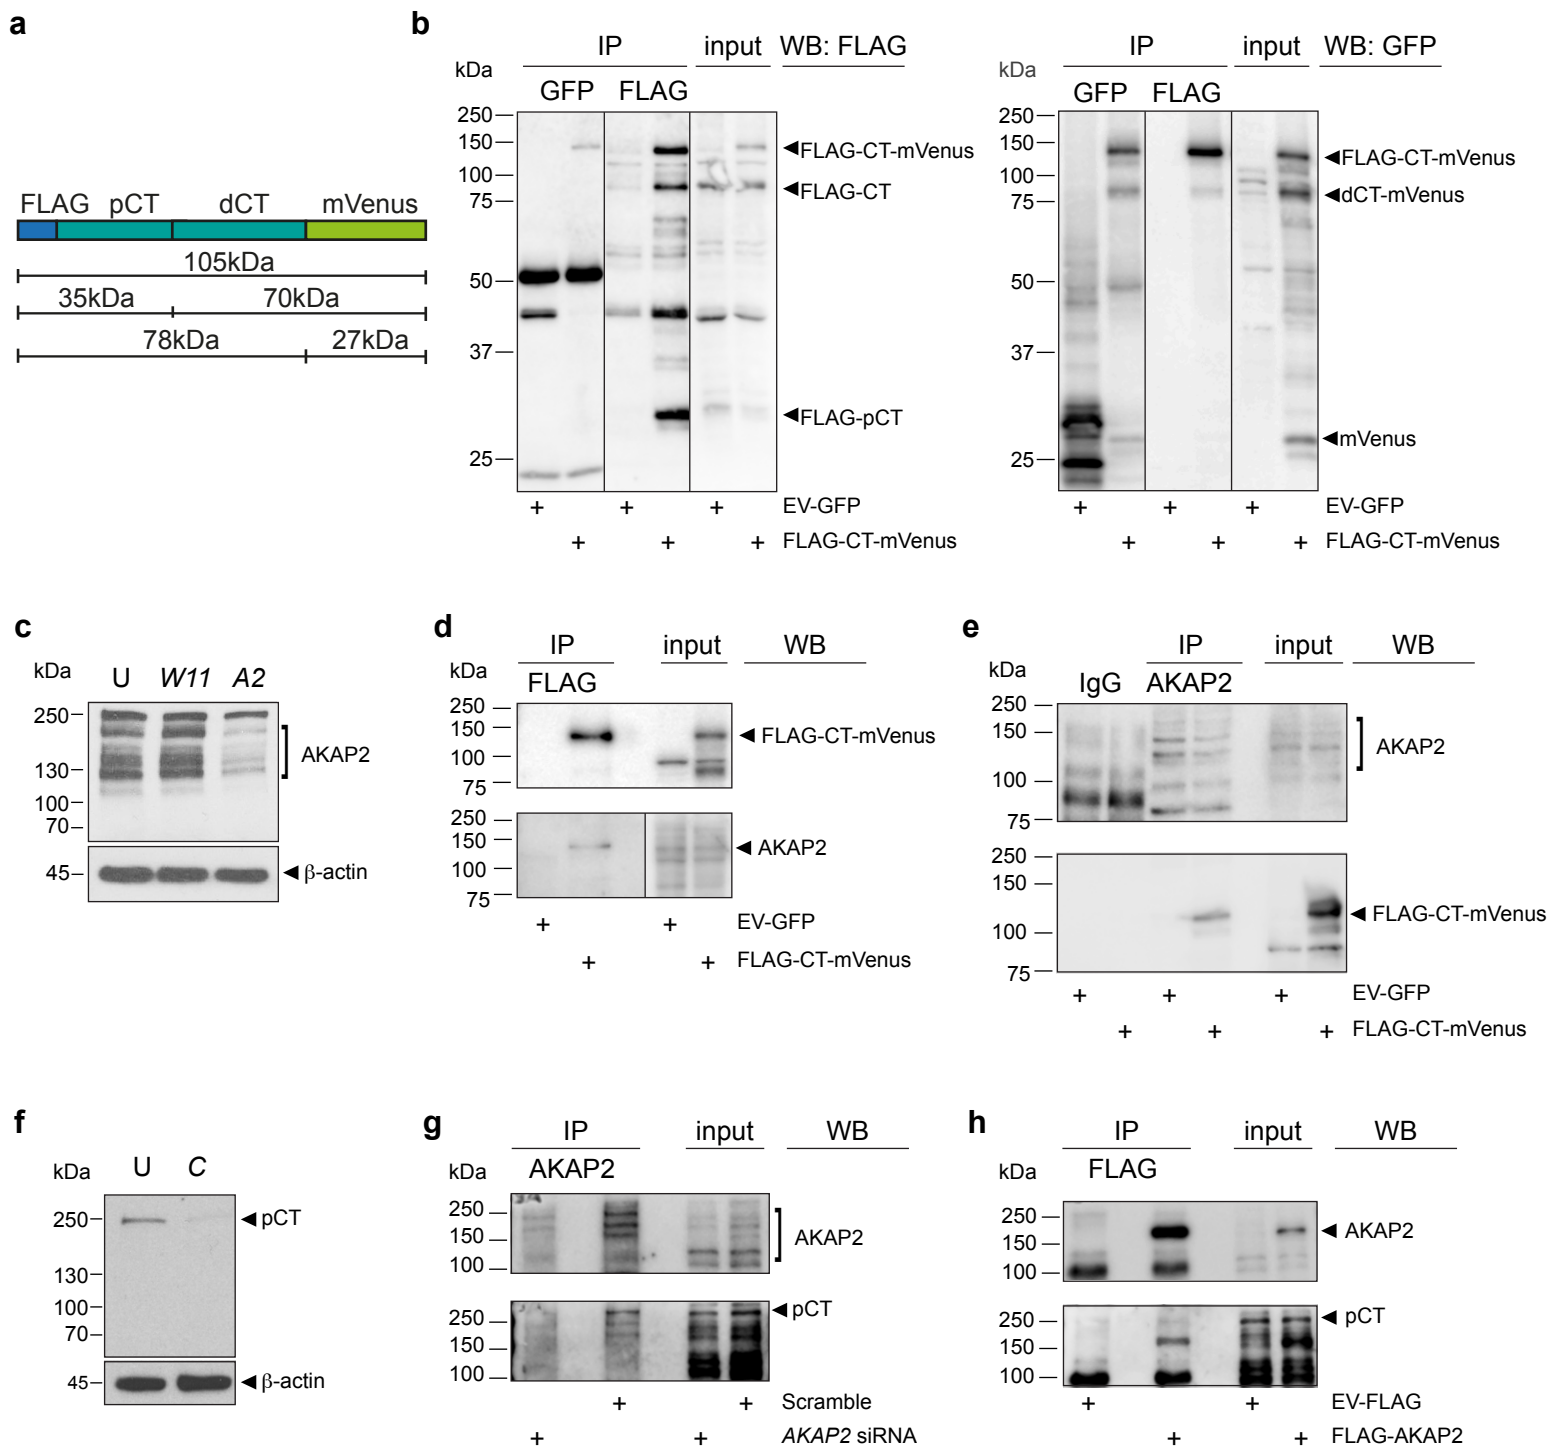 a
FLAG pCT dCT mVenus
105kDa
35kDa 70kDa
78kDa 27kDa
b
IP input WB: FLAG
kDa
GFP FLAG
250
150
100
75
50
37
25
FLAG-CT-mVenus
FLAG-CT
FLAG-pCT
+ + + EV-GFP
+ + + FLAG-CT-mVenus
IP input WB: GFP
kDa
GFP FLAG
250
150
100
75
50
37
25
FLAG-CT-mVenus
dCT-mVenus
mVenus
+ + + EV-GFP
+ + + FLAG-CT-mVenus
c
kDa
U W11 A2
250
130
100
70
AKAP2
45
β-actin
d
IP input WB
kDa
FLAG
250
150
100
75
FLAG-CT-mVenus
250
150
100
75
AKAP2
+ + EV-GFP
+ + FLAG-CT-mVenus
e
IP input WB
kDa
IgG AKAP2
250
150
100
75
AKAP2
250
150
100
75
FLAG-CT-mVenus
+ + + EV-GFP
+ + + FLAG-CT-mVenus
f
kDa
U C
250
130
100
70
pCT
45
β-actin
g
IP input WB
kDa
AKAP2
250
150
100
AKAP2
250
150
100
pCT
+ + Scramble
+ + AKAP2 siRNA
h
IP input WB
kDa
FLAG
250
150
100
AKAP2
250
150
100
pCT
+ + EV-FLAG
+ + FLAG-AKAP2